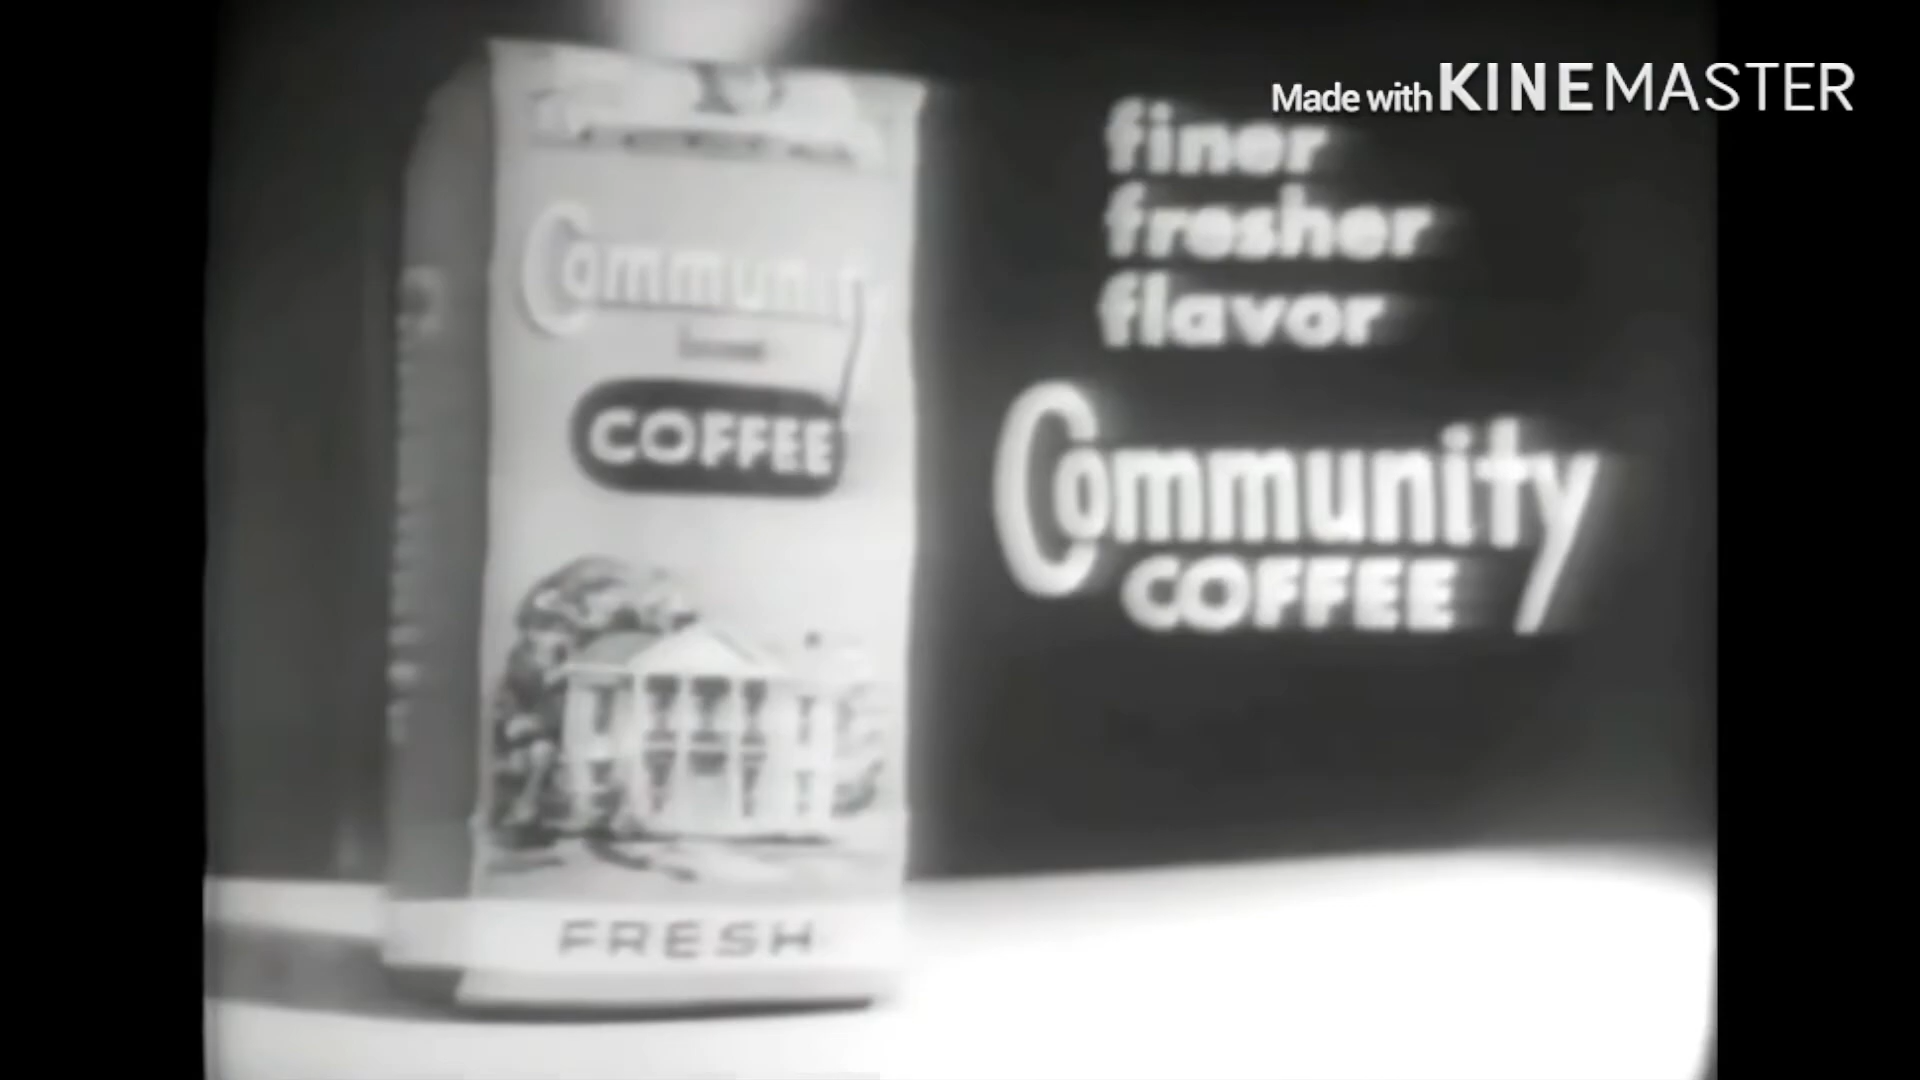 Made with KINEMASTER
finer
fresher
flavor
Community
COFFEE
Community
COFFEE
FRESH